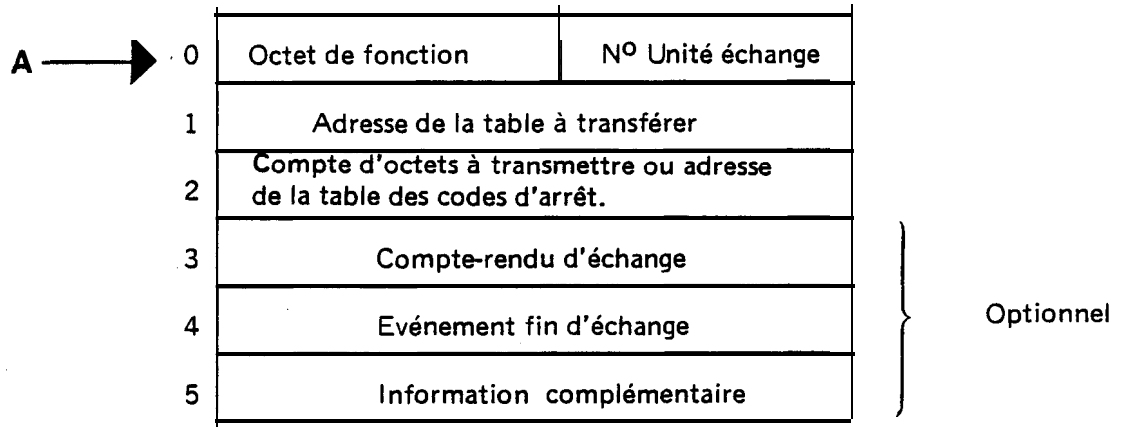 A 0 Octet de fonction Nº Unité échange
1 Adresse de la table à transférer
Compte d'octets à transmettre ou adresse
2 de la table des codes d'arrêt.
3 Compte-rendu d'échange
4 Evénement fin d'échange
Optionnel
5 Information complémentaire